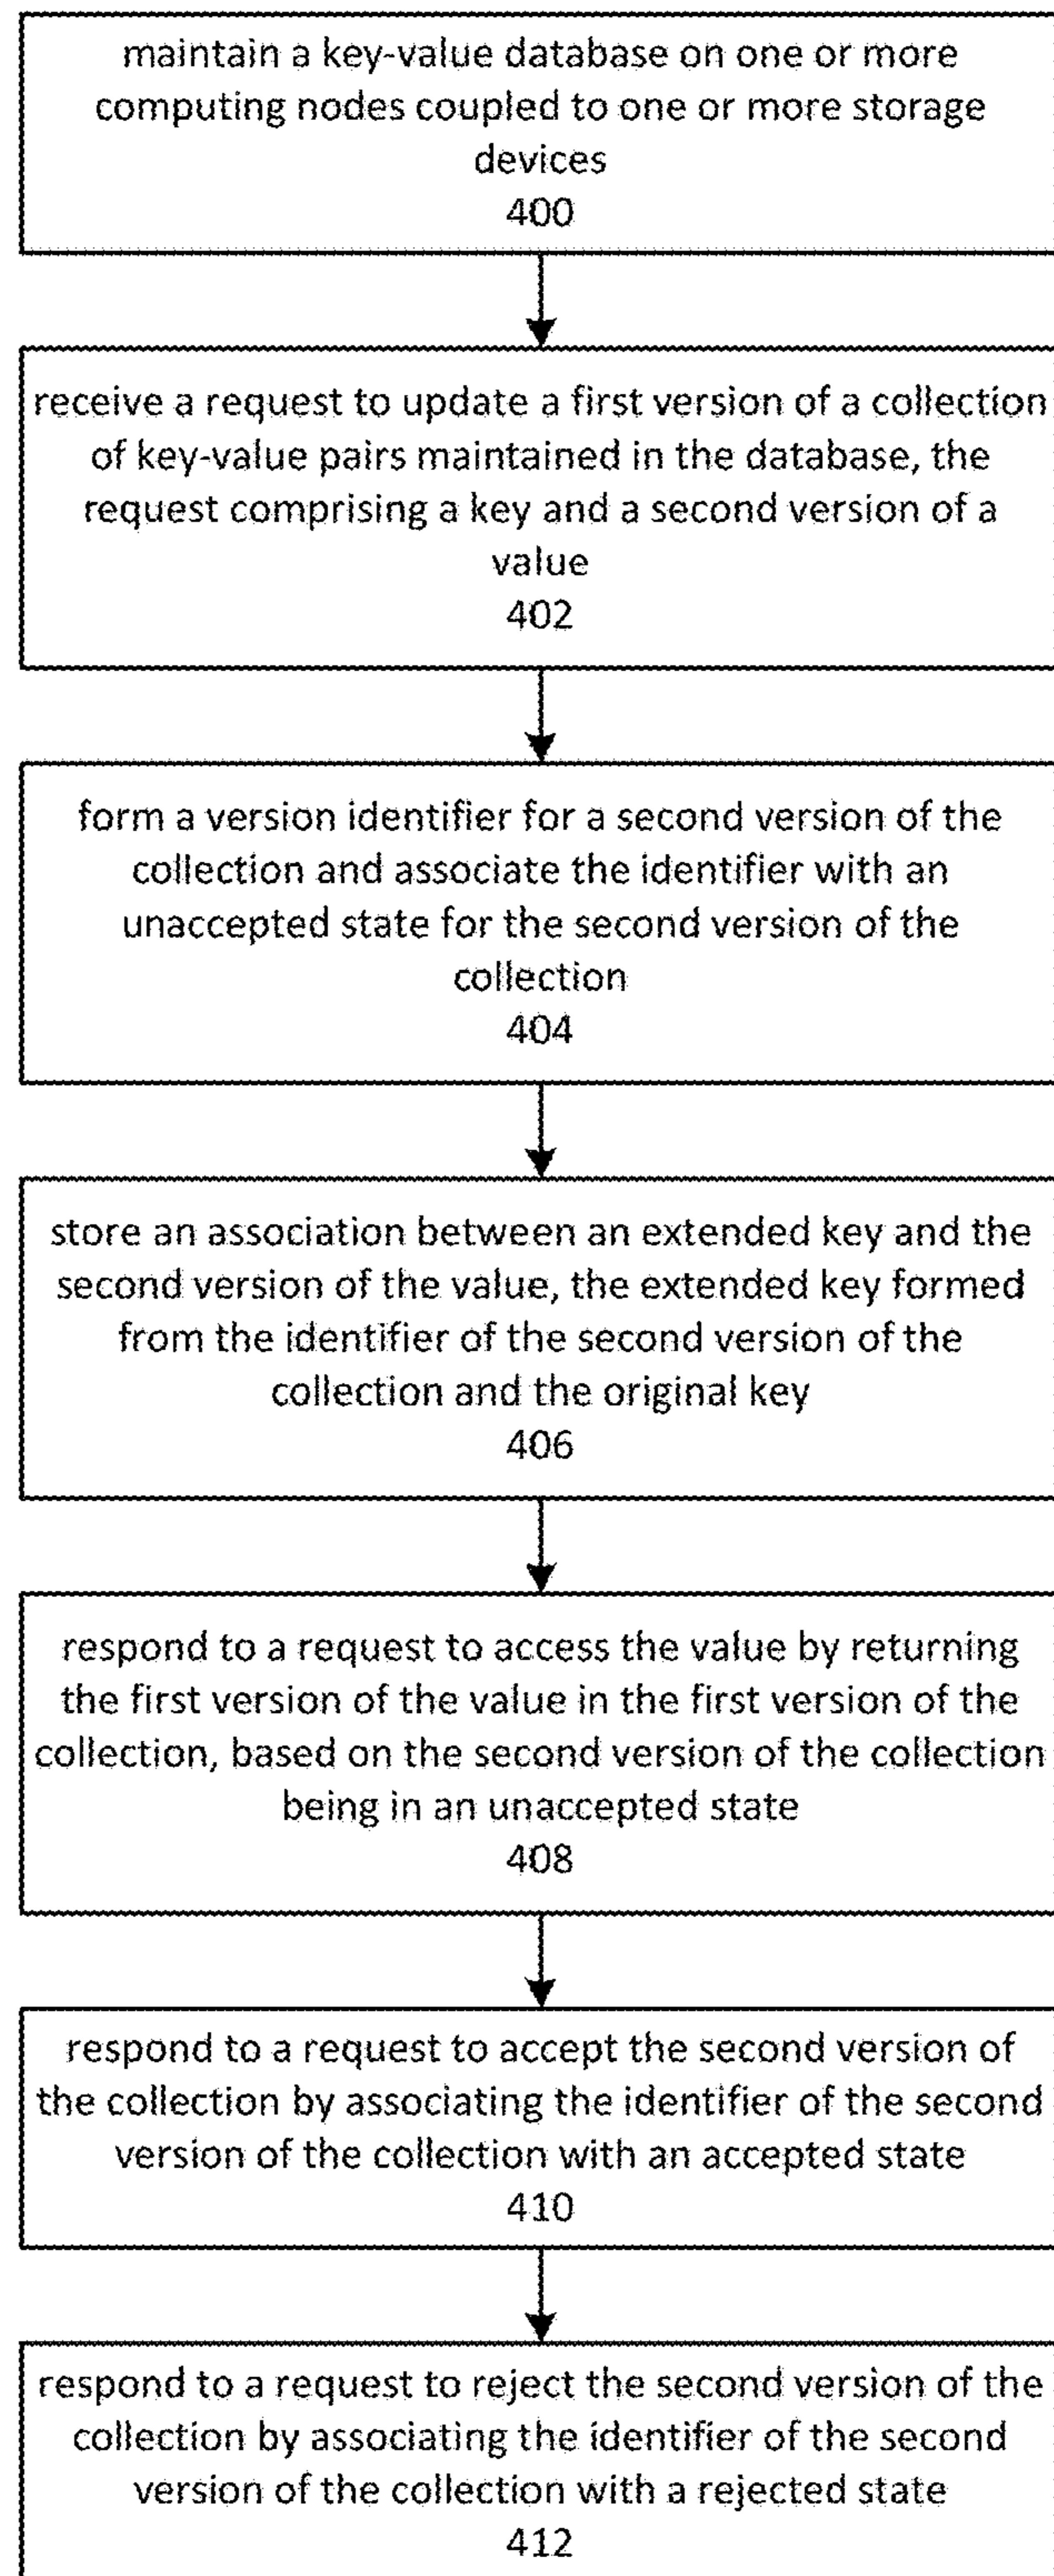 maintain a key-value database on one or more
computing nodes coupled to one or more storage
devices
400
receive a request to update a first version of a collection
of key-value pairs maintained in the database, the
request comprising a key and a second version of a
value
402
form a version identifier for a second version of the
collection and associate the identifier with an
unaccepted state for the second version of the
collection
404
store an association between an extended key and the
second version of the value, the extended key formed
from the identifier of the second version of the
collection and the original key
406
respond to a request to access the value by returning
the first version of the value in the first version of the
collection, based on the second version of the collection
being in an unaccepted state
408
respond to a request to accept the second version of
the collection by associating the identifier of the second
version of the collection with an accepted state
410
respond to a request to reject the second version of the
collection by associating the identifier of the second
version of the collection with a rejected state
412